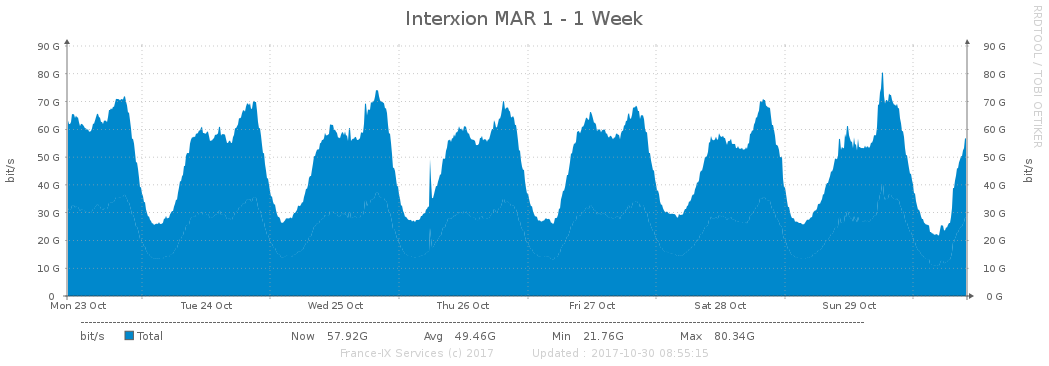 Interxion MAR 1 - 1 Week
RRDTOOL / TOBI OETIKER
90 G 90 G
80 G 80 G
70 G 70 G
60 G 60 G
50 G 50 G
40 G 40 G
30 G 30 G
20 G 20 G
10 G 10 G
0 0 G
bit/s
bit/s
Mon 23 Oct Tue 24 Oct Wed 25 Oct Thu 26 Oct Fri 27 Oct Sat 28 Oct Sun 29 Oct
bit/s Total Now 57.92G Avg 49.46G Min 21.76G Max 80.34G
France-IX Services (c) 2017 Updated : 2017-10-30 08:55:15